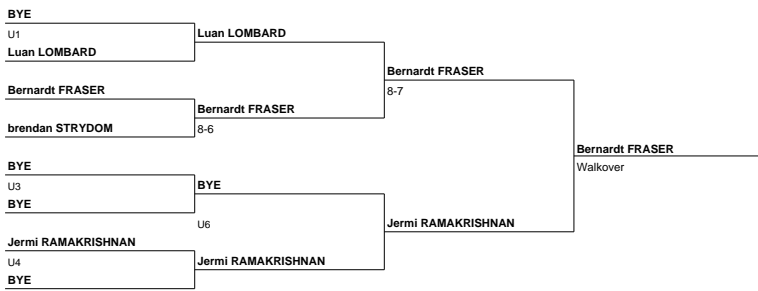 BYE
U1
Luan LOMBARD
Luan LOMBARD
Bernardt FRASER
8-7
Bernardt FRASER
Bernardt FRASER
8-6
brendan STRYDOM
Bernardt FRASER
Walkover
BYE
U3
BYE
BYE
U6
Jermi RAMAKRISHNAN
Jermi RAMAKRISHNAN
U4
Jermi RAMAKRISHNAN
BYE